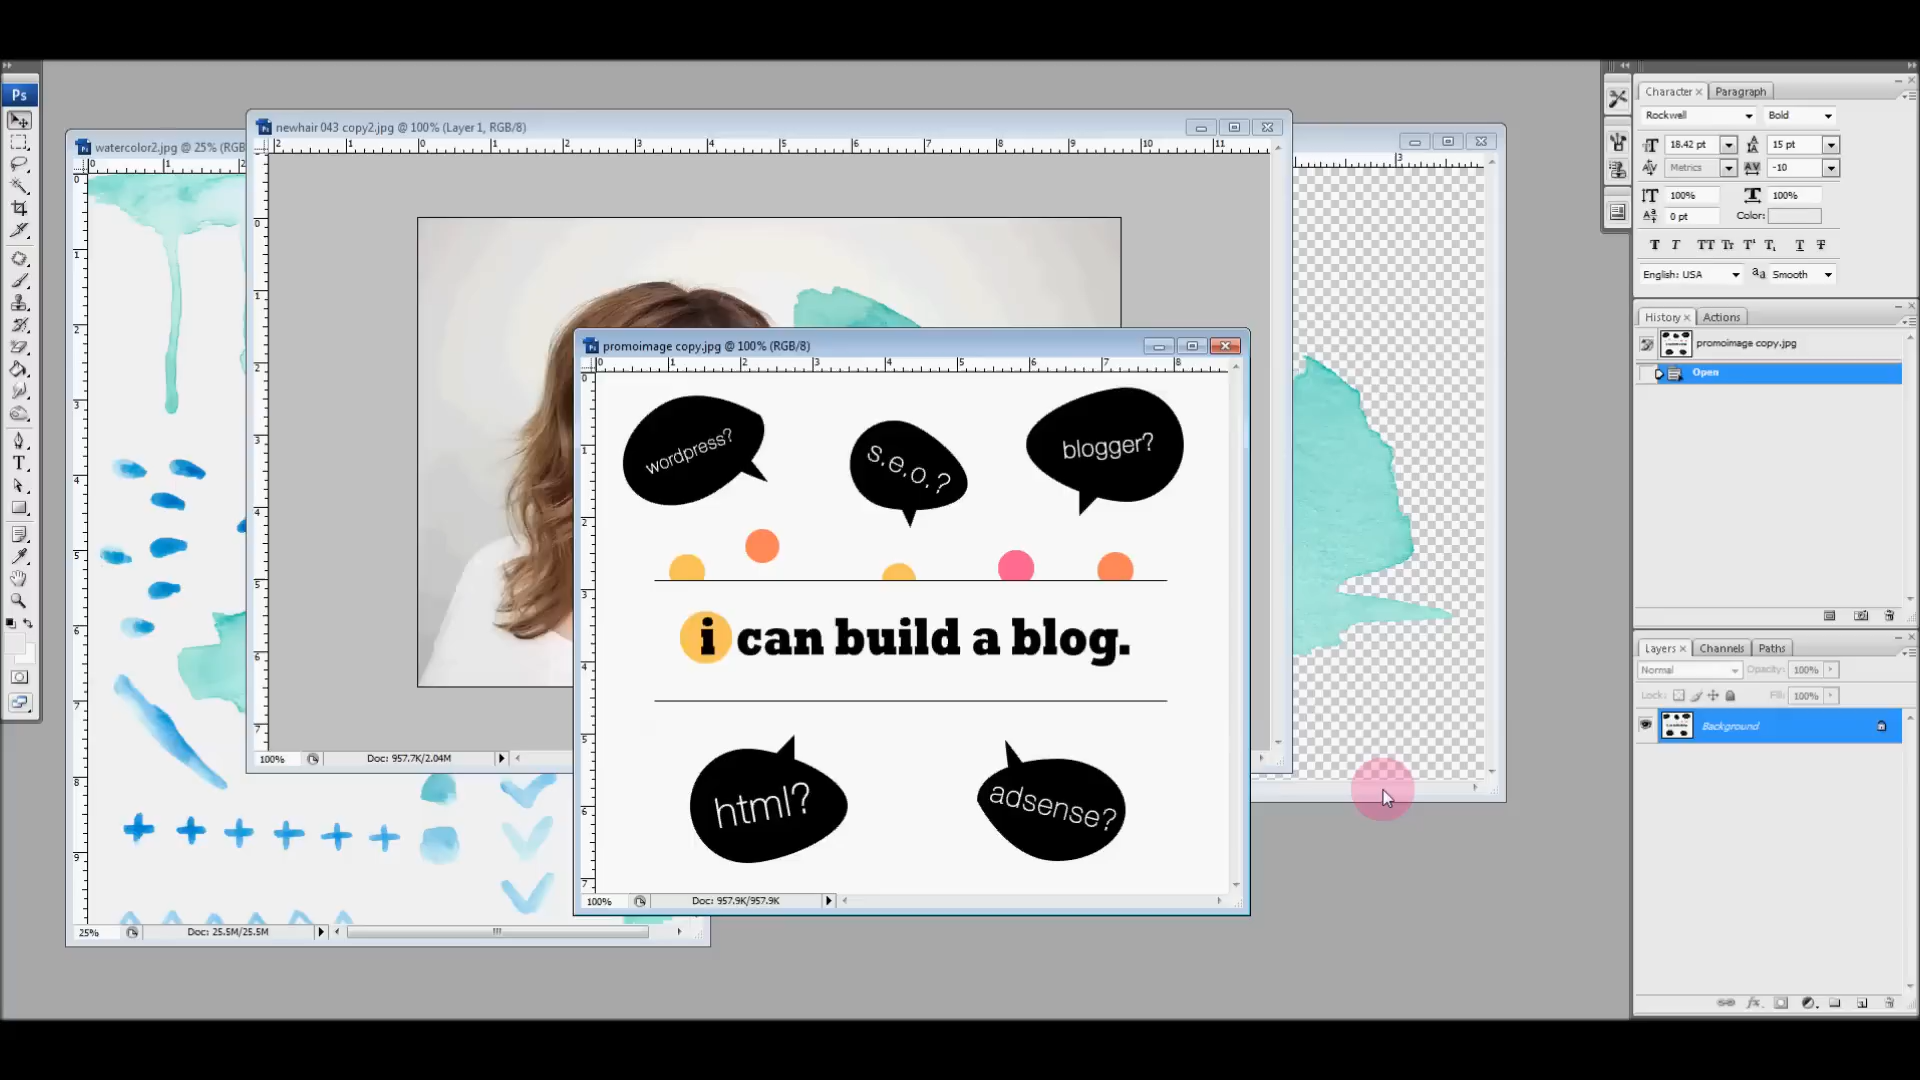 Ps
watercolor2.jpg @ 25% (RGB
newhair 043 copy2.jpg @ 100% (Layer 1, RGB/8)
promoimage copy.jpg @ 100% (RGB/8)
wordpress?
s.e.o.?
blogger?
i can build a blog.
html?
adsense?
100%
Doc: 957.9K/957.9K
100%
Doc: 957.7K/2.04M
25%
Doc: 25.5M/25.5M
Character
Paragraph
Rockwell
Bold
18.42 pt
15 pt
Metrics
-10
100%
100%
0 pt
Color:
English: USA
Smooth
History
Actions
promoimage copy.jpg
Open
Layers
Channels
Paths
Normal
Opacity: 100%
Lock:
Fill: 100%
Background